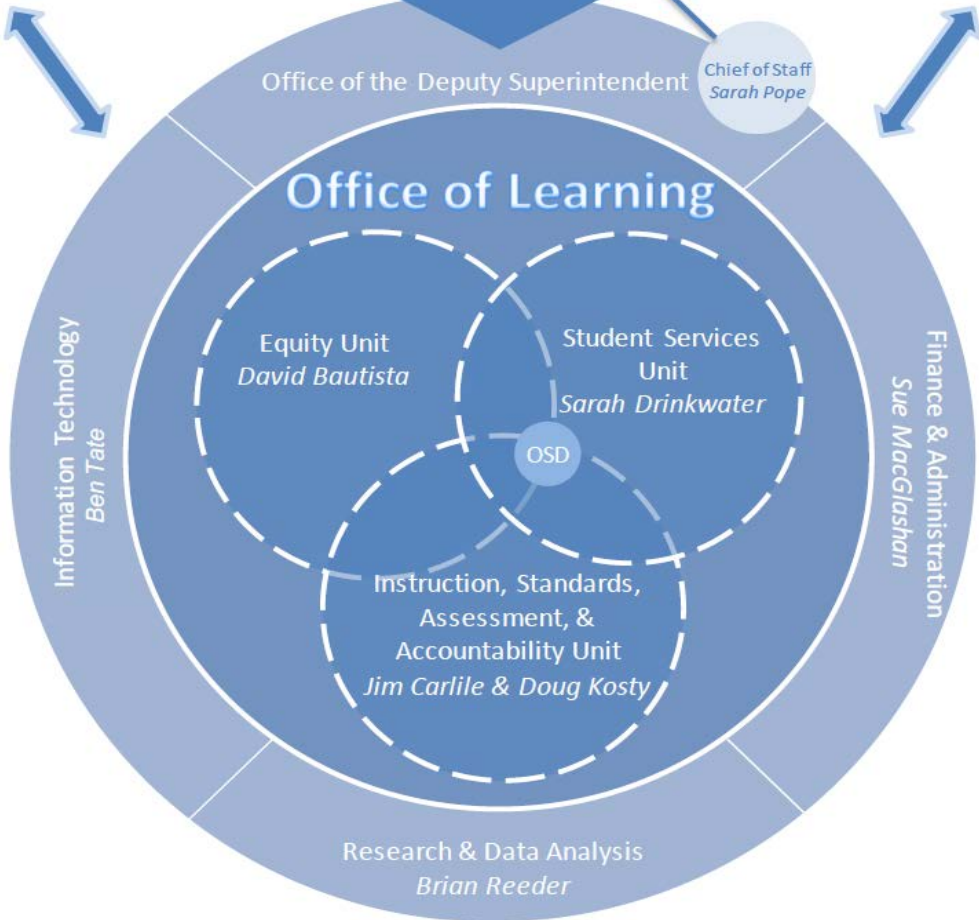 Office of the Deputy Superintendent
Chief of Staff
Sarah Pope
Office of Learning
Equity Unit
David Bautista
Student Services
Unit
Sarah Drinkwater
OSD
Instruction, Standards,
Assessment, &
Accountability Unit
Jim Carlile & Doug Kosty
Information Technology
Ben Tate
Finance & Administration
Sue MacGlashan
Research & Data Analysis
Brian Reeder